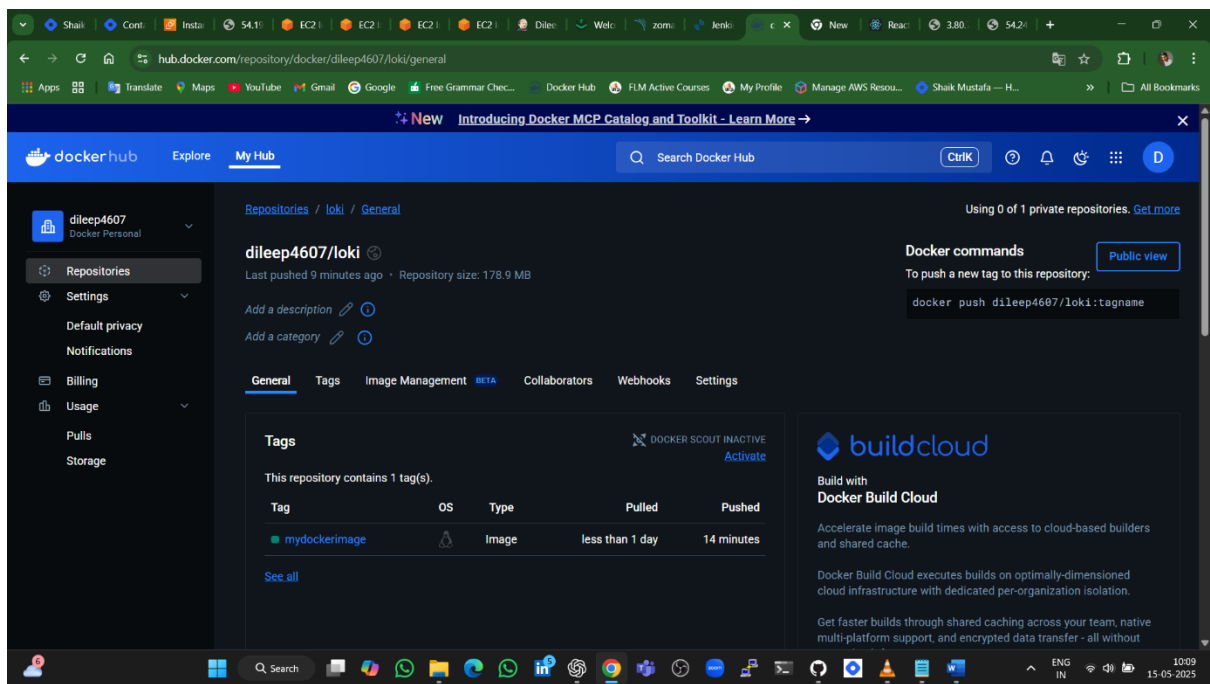 Shaik
Conta
Instar
54.19
EC2 I
EC2 I
EC2 I
EC2 I
Dilee
Welc
zoma
Jenki
c
New
React
3.80.
54.24
hub.docker.com/repository/docker/dileep4607/loki/general
Apps
Translate
Maps
YouTube
Gmail
Google
Free Grammar Chec...
Docker Hub
FLM Active Courses
My Profile
Manage AWS Resou...
Shaik Mustafa — H...
»
All Bookmarks
New Introducing Docker MCP Catalog and Toolkit - Learn More →
dockerhub
Explore
My Hub
Search Docker Hub
CtrlK
D
dileep4607
Docker Personal
Repositories
Settings
Default privacy
Notifications
Billing
Usage
Pulls
Storage
Repositories / loki / General
Using 0 of 1 private repositories. Get more
dileep4607/loki
Last pushed 9 minutes ago · Repository size: 178.9 MB
Add a description
Add a category
Docker commands
To push a new tag to this repository:
Public view
docker push dileep4607/loki:tagname
General
Tags
Image Management BETA
Collaborators
Webhooks
Settings
Tags
DOCKER SCOUT INACTIVE
Activate
This repository contains 1 tag(s).
Tag OS Type Pulled Pushed
mydockerimage Image less than 1 day 14 minutes
See all
buildcloud
Build with
Docker Build Cloud
Accelerate image build times with access to cloud-based builders
and shared cache.
Docker Build Cloud executes builds on optimally-dimensioned
cloud infrastructure with dedicated per-organization isolation.
Get faster builds through shared caching across your team, native
multi-platform support, and encrypted data transfer - all without
6
Search
ENG
IN
10:09
15-05-2025